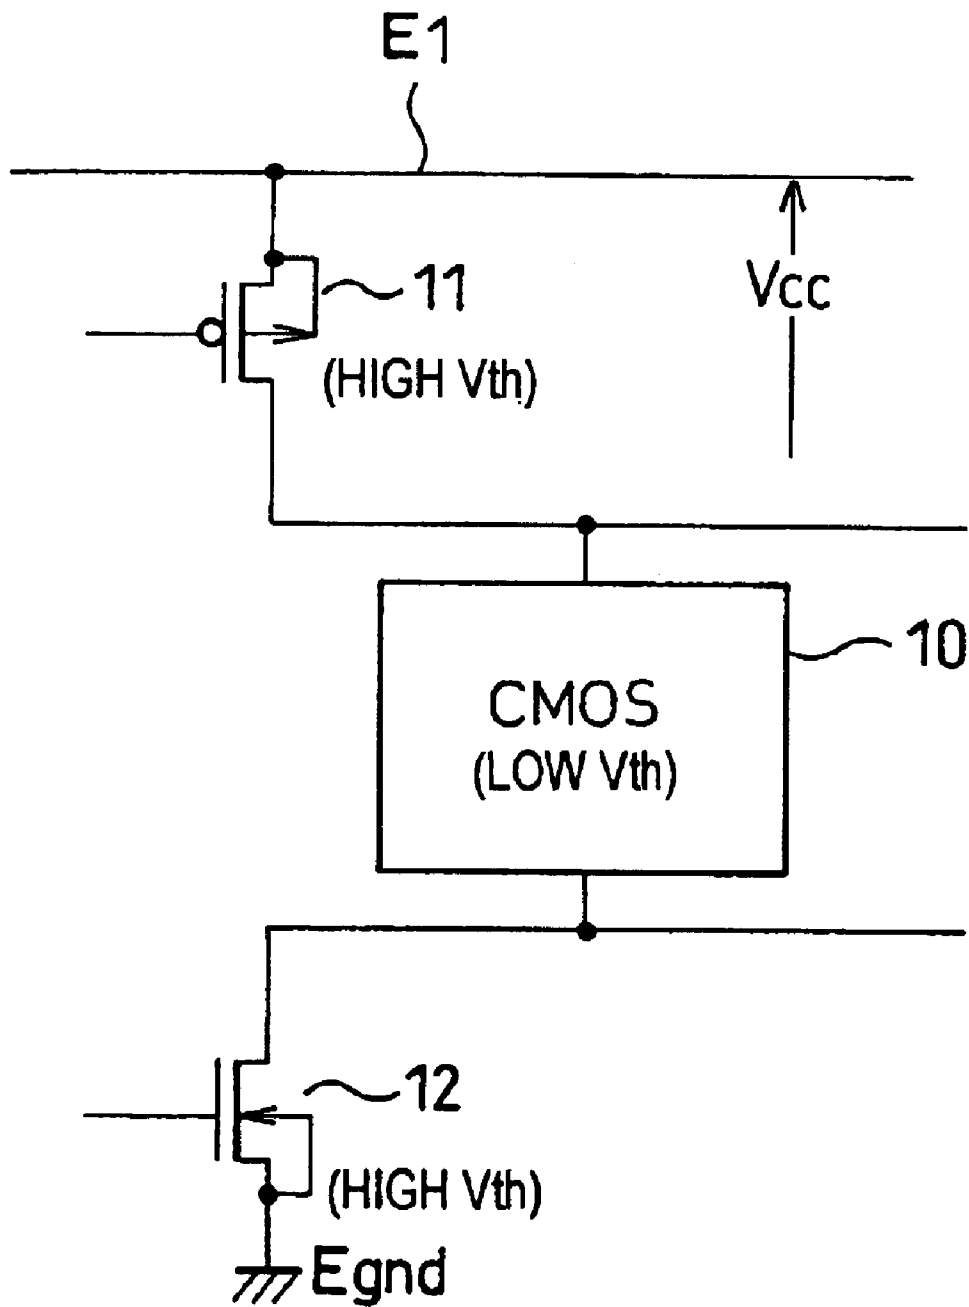 E1
11
(HIGH Vth)
Vcc
10
CMOS
(LOW Vth)
12
(HIGH Vth)
Egnd